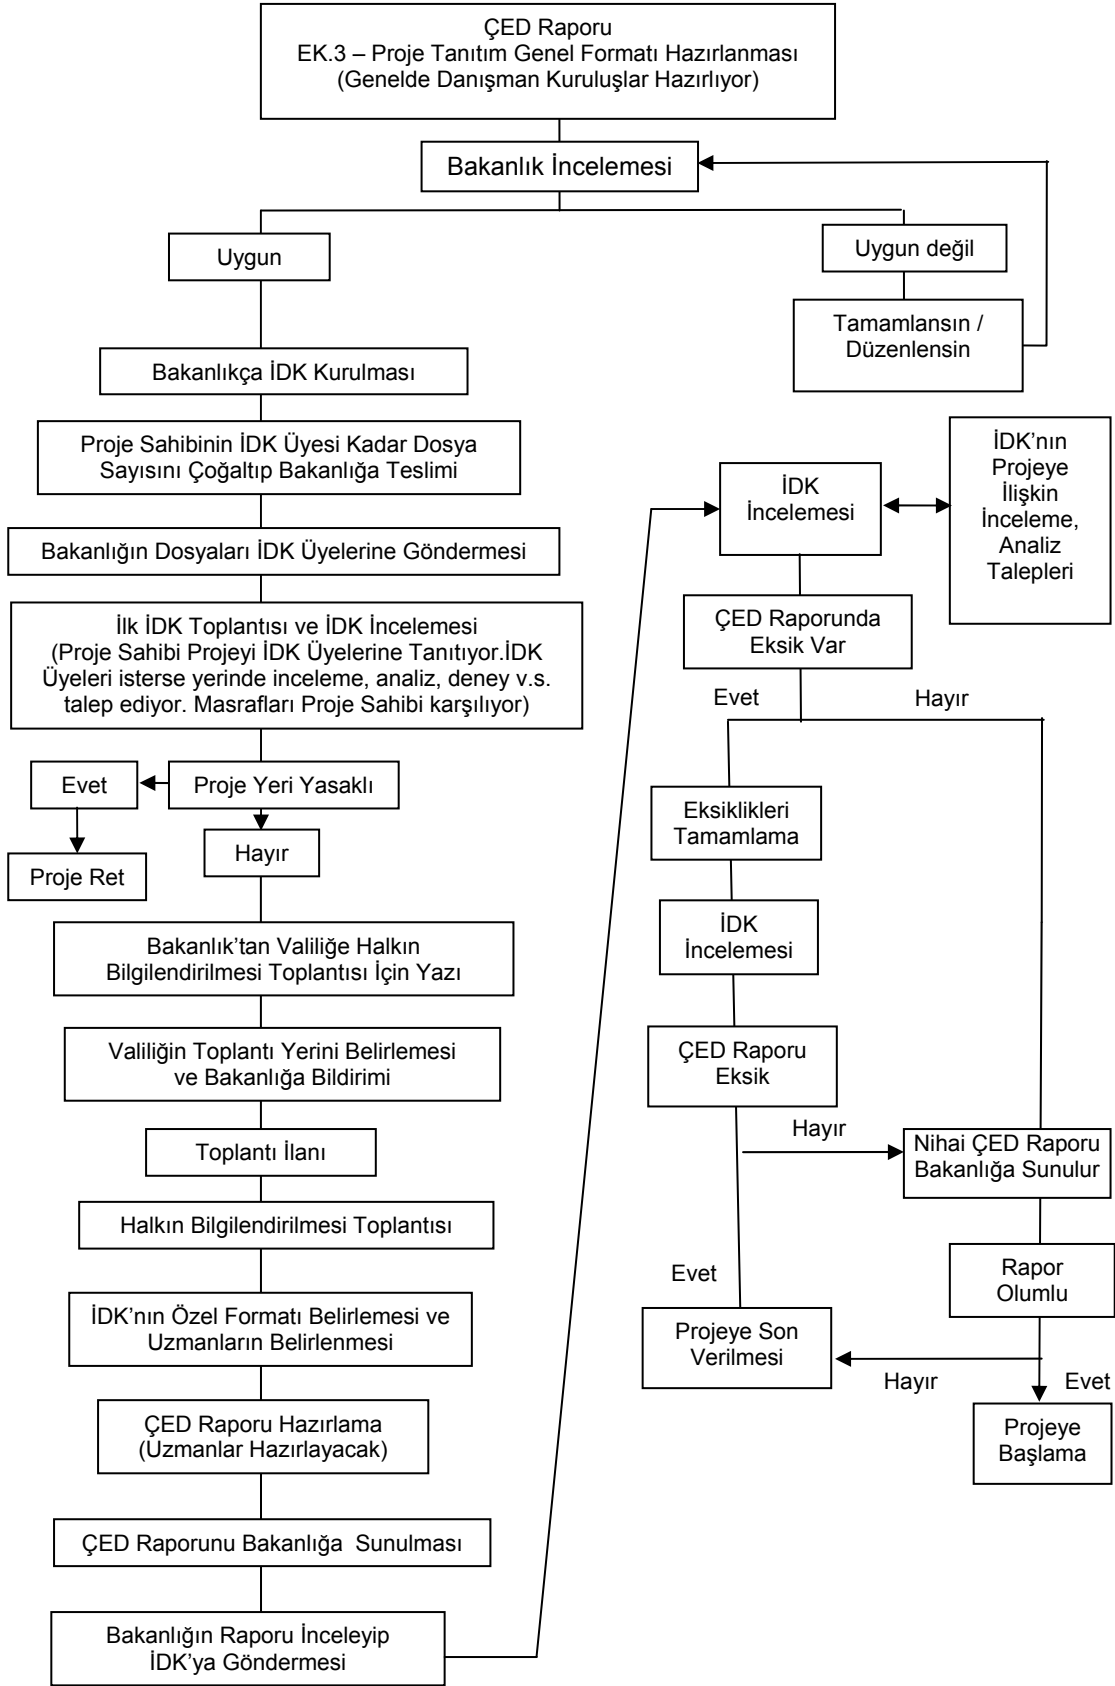 ÇED Raporu
EK.3 – Proje Tanıtım Genel Formatı Hazırlanması
(Genelde Danışman Kuruluşlar Hazırlıyor)
Bakanlık İncelemesi
Uygun
Uygun değil
Tamamlansın /
Düzenlensin
Bakanlıkça İDK Kurulması
Proje Sahibinin İDK Üyesi Kadar Dosya
Sayısını Çoğaltıp Bakanlığa Teslimi
Bakanlığın Dosyaları İDK Üyelerine Göndermesi
İlk İDK Toplantısı ve İDK İncelemesi
(Proje Sahibi Projeyi İDK Üyelerine Tanıtıyor.İDK
Üyeleri isterse yerinde inceleme, analiz, deney v.s.
talep ediyor. Masrafları Proje Sahibi karşılıyor)
Evet
Proje Yeri Yasaklı
Proje Ret
Hayır
Bakanlık’tan Valiliğe Halkın
Bilgilendirilmesi Toplantısı İçin Yazı
Valiliğin Toplantı Yerini Belirlemesi
ve Bakanlığa Bildirimi
Toplantı İlanı
Halkın Bilgilendirilmesi Toplantısı
İDK’nın Özel Formatı Belirlemesi ve
Uzmanların Belirlenmesi
ÇED Raporu Hazırlama
(Uzmanlar Hazırlayacak)
ÇED Raporunu Bakanlığa  Sunulması
Bakanlığın Raporu İnceleyip
İDK’ya Göndermesi
İDK
İncelemesi
İDK’nın
Projeye
İlişkin
İnceleme,
Analiz
Talepleri
ÇED Raporunda
Eksik Var
Evet
Hayır
Eksiklikleri
Tamamlama
İDK
İncelemesi
ÇED Raporu
Eksik
Hayır
Nihai ÇED Raporu
Bakanlığa Sunulur
Evet
Rapor
Olumlu
Projeye Son
Verilmesi
Hayır
Evet
Projeye
Başlama